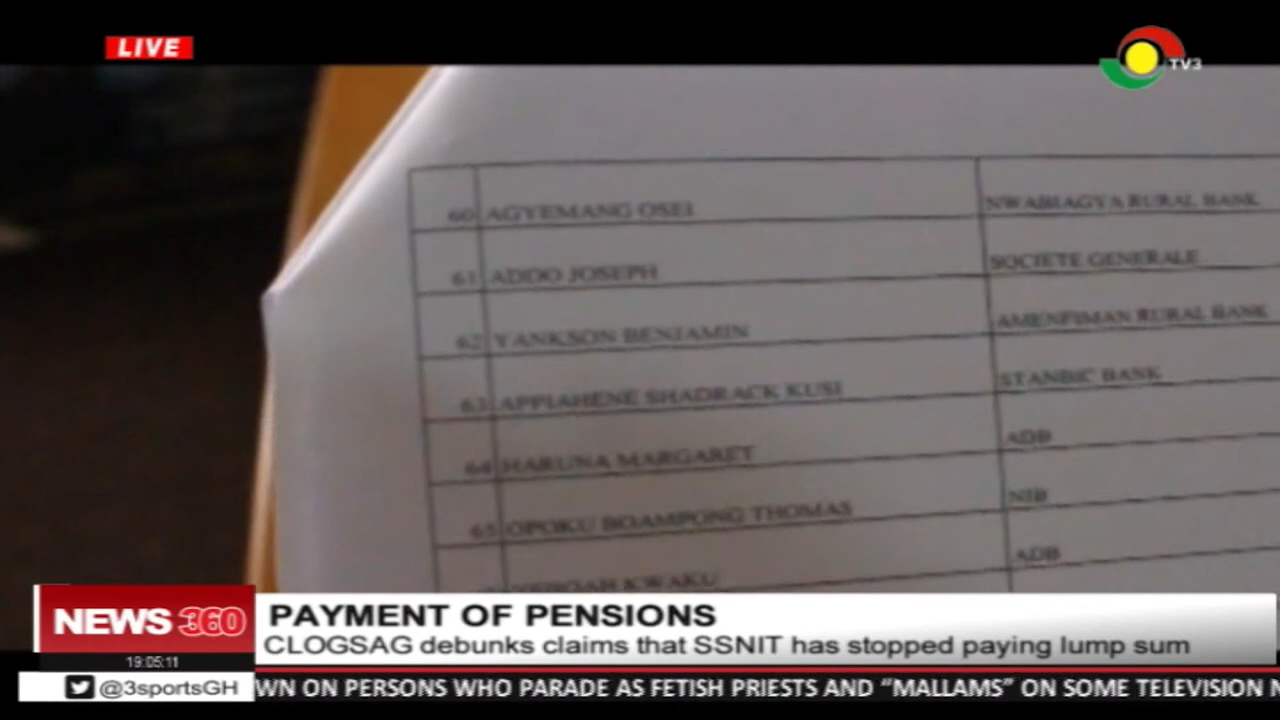 LIVE
TV3
60 AGYEMANG OSEI NWABIAGYA RURAL BANK
61 ADDO JOSEPH SOCIETE GENERALE
62 YANKSON BENJAMIN AMENFIMAN RURAL BANK
63 APPIAHENE SHADRACK KUSI STANBIC BANK
64 HARUNA MARGARET ADB
65 OPOKU BOAMPONG THOMAS NIB
KWAKU ADB
NEWS 360
PAYMENT OF PENSIONS
CLOGSAG debunks claims that SSNIT has stopped paying lump sum
19:05:11
@3sportsGH
WN ON PERSONS WHO PARADE AS FETISH PRIESTS AND “MALLAMS” ON SOME TELEVISION